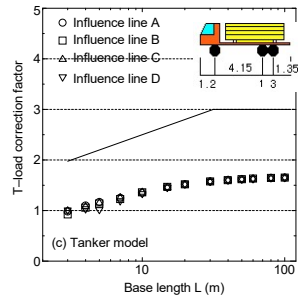 5
4
3
2
1
0
T−load correction factor
Influence line A
Influence line B
Influence line C
Influence line D
4.15
1.35
1.2
1 3
(c) Tanker model
10
100
Base length L (m)